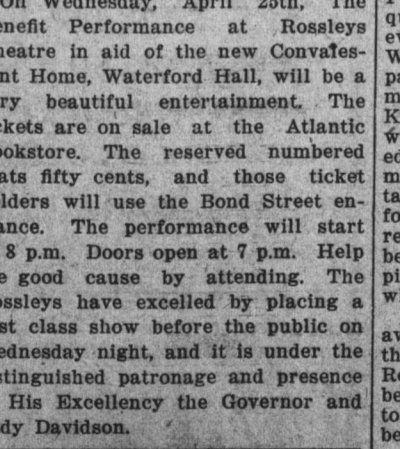 On Wednesday, April 25th, The
enefit Performance at Rossleys
heatre in aid of the new Convales-
nt Home, Waterford Hall, will be a
ry beautiful entertainment. The
ckets are on sale at the Atlantic
ookstore. The reserved numbered
ats fifty cents, and those ticket
olders will use the Bond Street en-
ance. The performance will start
8 p.m. Doors open at 7 p.m. Help
e good cause by attending. The
ossleys have excelled by placing a
st class show before the public on
ednesday night, and it is under the
stinguished patronage and presence
His Excellency the Governor and
dy Davidson.